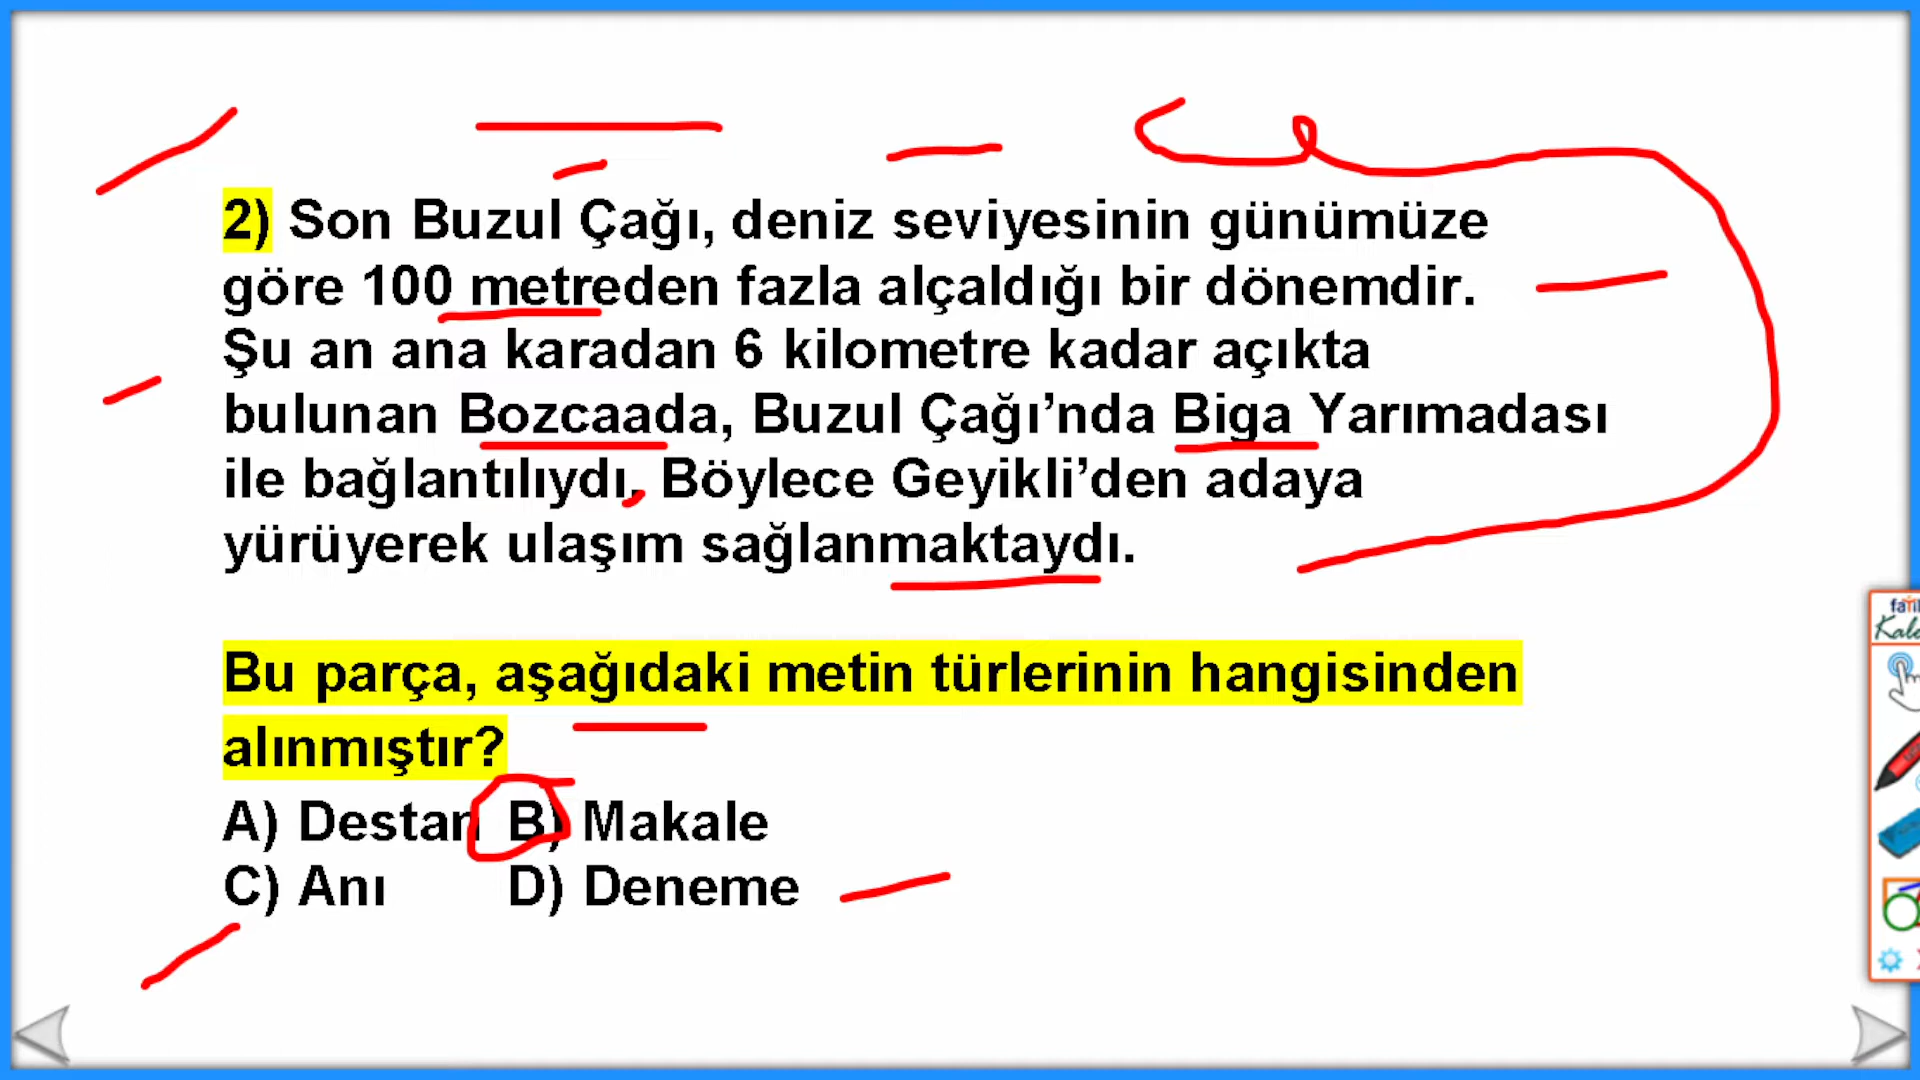 2) Son Buzul Çağı, deniz seviyesinin günümüze
göre 100 metreden fazla alçaldığı bir dönemdir.
Şu an ana karadan 6 kilometre kadar açıkta
bulunan Bozcaada, Buzul Çağı’nda Biga Yarımadası
ile bağlantılıydı. Böylece Geyikli’den adaya
yürüyerek ulaşım sağlanmaktaydı.
Bu parça, aşağıdaki metin türlerinin hangisinden
alınmıştır?
A) Destan B) Makale
C) Anı D) Deneme